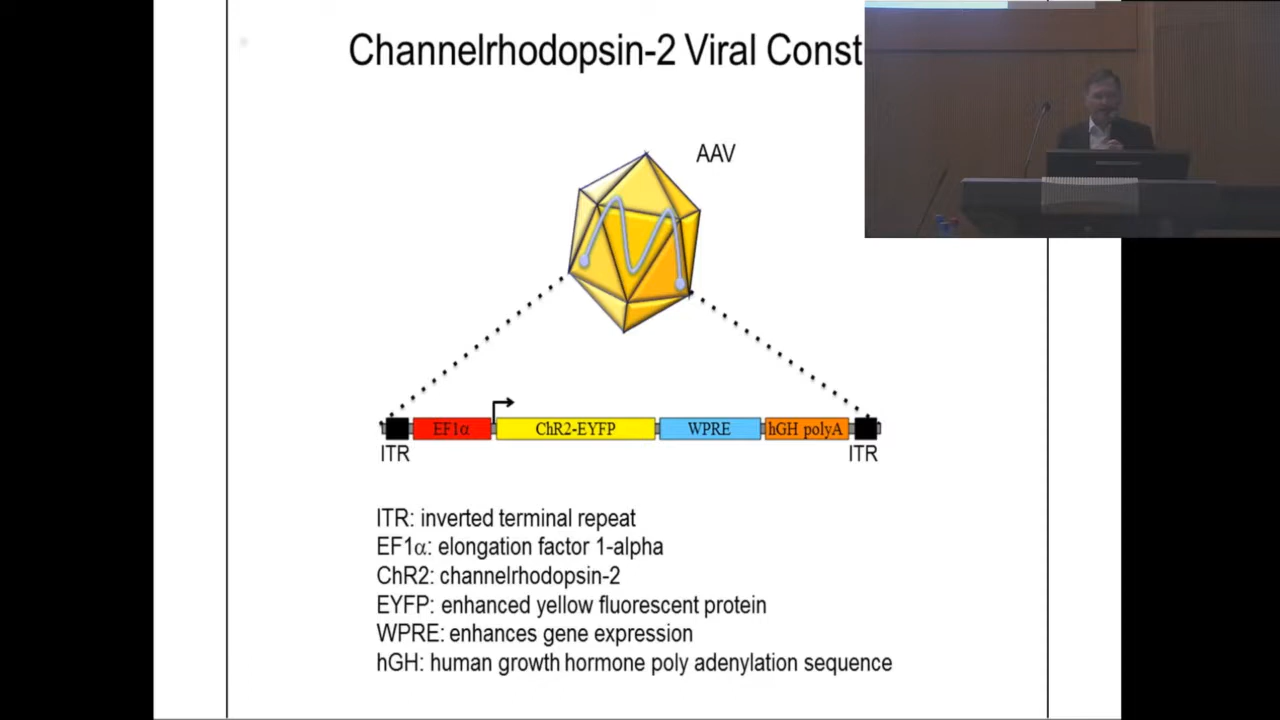 Channelrhodopsin-2 Viral Const
AAV
EF1α
ChR2-EYFP
WPRE
hGH polyA
ITR
ITR
ITR: inverted terminal repeat
EF1α: elongation factor 1-alpha
ChR2: channelrhodopsin-2
EYFP: enhanced yellow fluorescent protein
WPRE: enhances gene expression
hGH: human growth hormone poly adenylation sequence